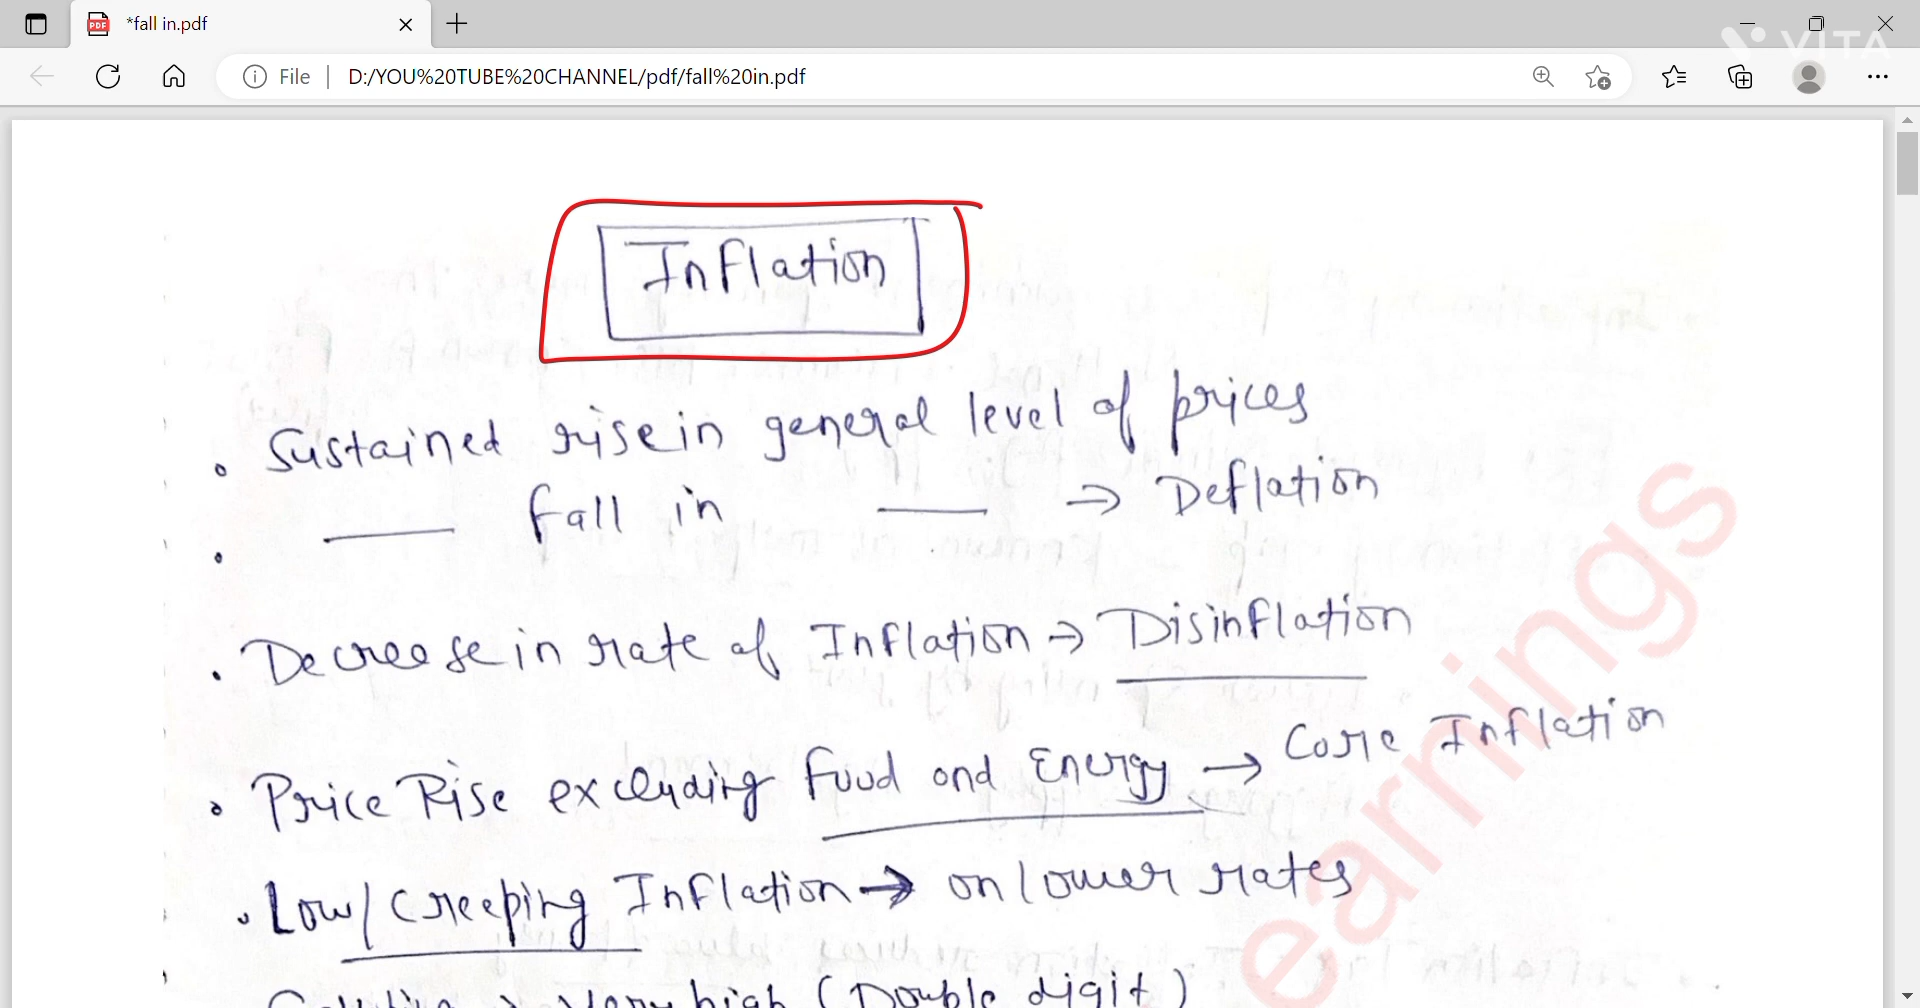 *fall in.pdf
VITA
File | D:/YOU%20TUBE%20CHANNEL/pdf/fall%20in.pdf
Inflation
• Sustained rise in general level of prices
• —— fall in —— → Deflation
• Decreese in rate of Inflation → Disinflation
• Price Rise excluding food and Energy → Core Inflation
• Low/Creeping Inflation → on lower rates
→ very high (Double digit)
earnings